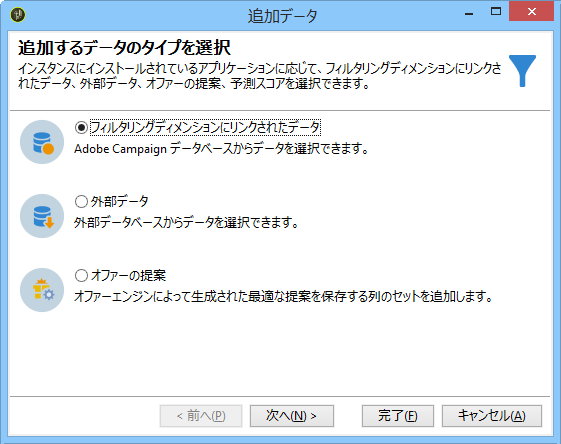 追加データ
追加するデータのタイプを選択
インスタンスにインストールされているアプリケーションに応じて、フィルタリングディメンションにリンクさ
れたデータ、外部データ、オファーの提案、予測スコアを選択できます。
フィルタリングディメンションにリンクされたデータ
Adobe Campaign データベースからデータを選択できます。
外部データ
外部データベースからデータを選択できます。
オファーの提案
オファーエンジンによって生成された最適な提案を保存する列のセットを追加します。
< 前へ(P) 次へ(N) > 完了(F) キャンセル(A)